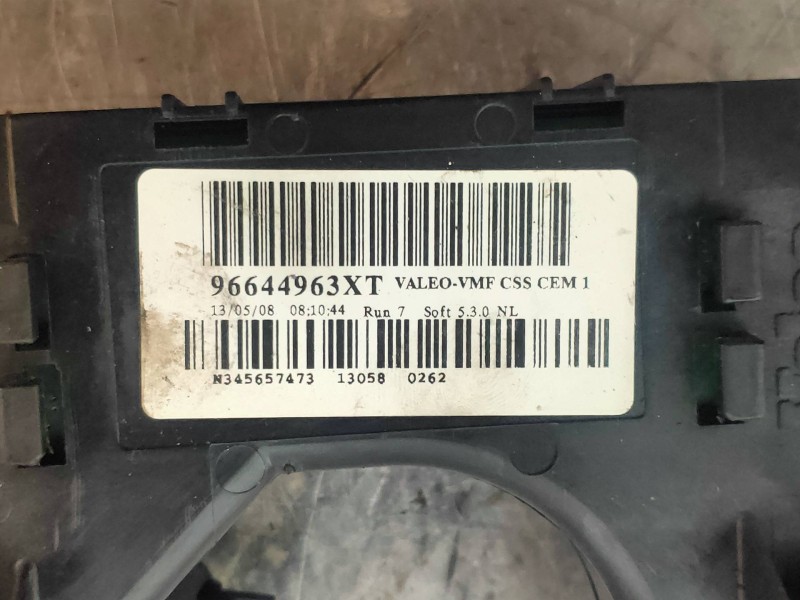 96644963XT VALEO-VMF CSS CEM 1
13/05/08 08:10:44 Run 7 Soft 5.3.0 NL
N345657473 13058 0262